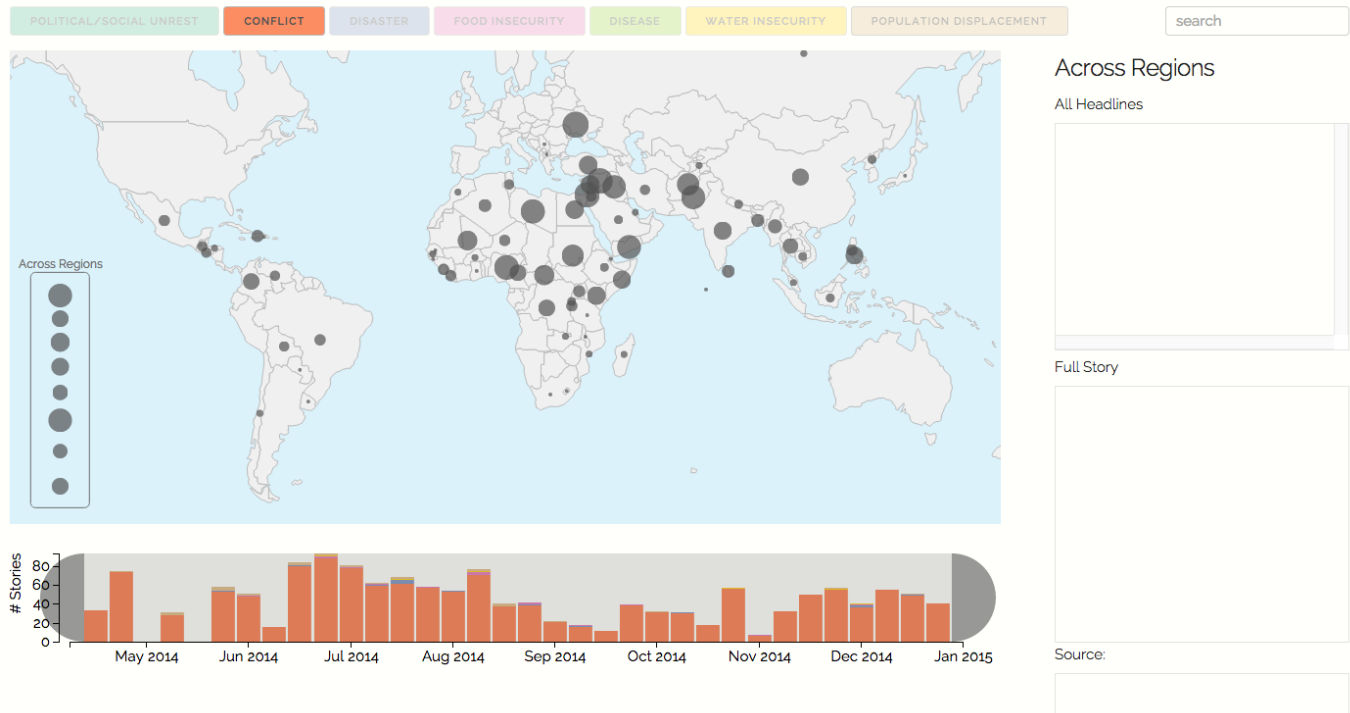 POLITICAL/SOCIAL UNREST
CONFLICT
DISASTER
FOOD INSECURITY
DISEASE
WATER INSECURITY
POPULATION DISPLACEMENT
search
Across Regions
All Headlines
Across Regions
Full Story
# Stories
80
60
40
20
0
May 2014
Jun 2014
Jul 2014
Aug 2014
Sep 2014
Oct 2014
Nov 2014
Dec 2014
Jan 2015
Source: